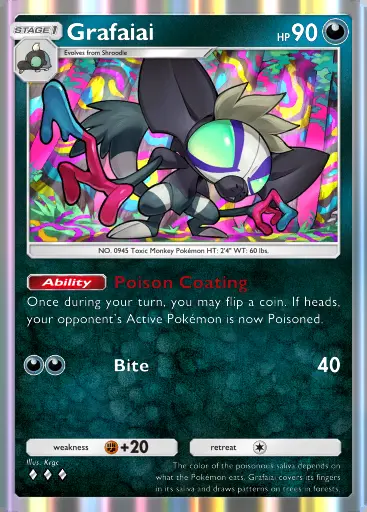 STAGE 1
Grafaiai
HP 90
Evolves from Shroodle
NO. 0945 Toxic Monkey Pokémon HT: 2'4" WT: 60 lbs.
Ability Poison Coating
Once during your turn, you may flip a coin. If heads,
your opponent's Active Pokémon is now Poisoned.
Bite 40
weakness +20 retreat
Illus. Krgc
The color of the poisonous saliva depends on
what the Pokémon eats. Grafaiai covers its fingers
in its saliva and draws patterns on trees in forests.